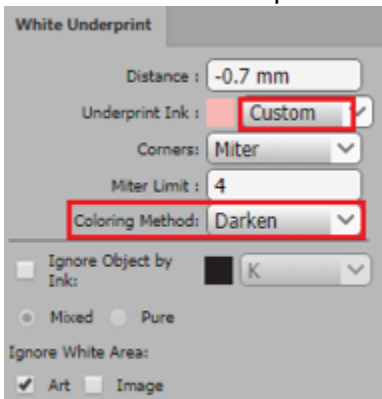 White Underprint
Distance : -0.7 mm
Underprint Ink : Custom
Corners: Miter
Miter Limit : 4
Coloring Method: Darken
Ignore Object by
Ink: K
Mixed Pure
Ignore White Area:
Art Image